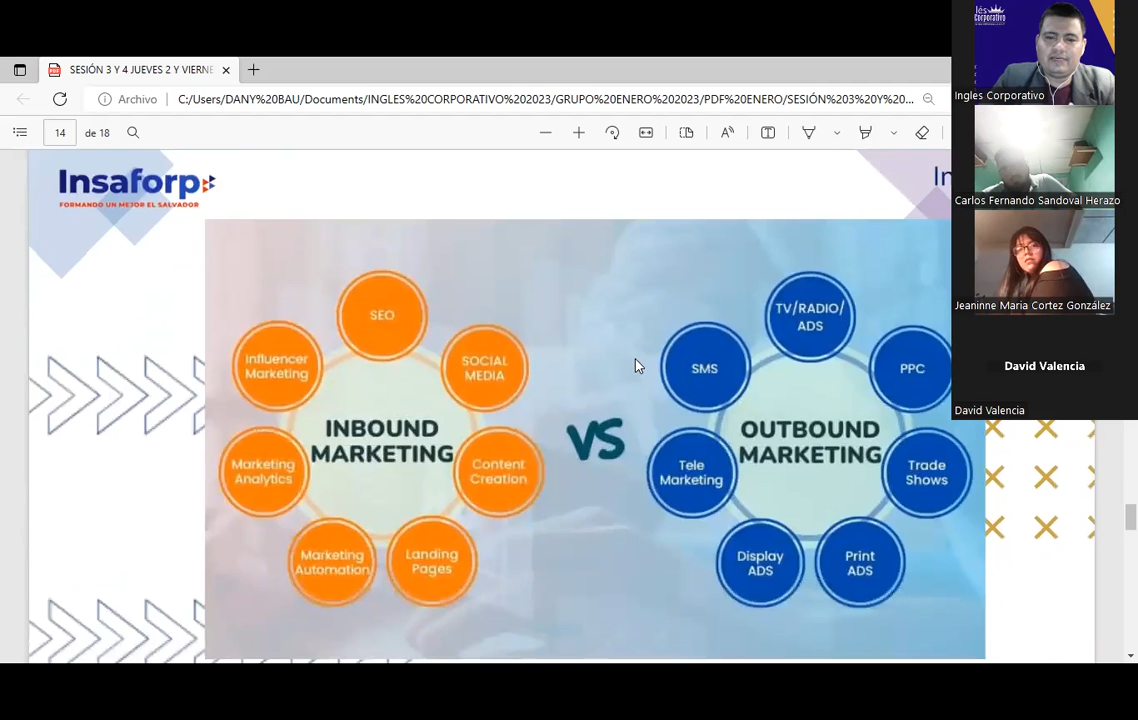 SESIÓN 3 Y 4 JUEVES 2 Y VIERNE
Archivo
C:/Users/DANY%20BAU/Documents/INGLES%20CORPORATIVO%202023/GRUPO%20ENERO%202023/PDF%20ENERO/SESIÓN%203%20Y%20...
14
de 18
Insaforp
FORMANDO UN MEJOR EL SALVADOR
In
SEO
Influencer
Marketing
SOCIAL
MEDIA
INBOUND
MARKETING
Marketing
Analytics
Content
Creation
Marketing
Automation
Landing
Pages
VS
TV/RADIO/
ADS
SMS
PPC
OUTBOUND
MARKETING
Tele
Marketing
Trade
Shows
Display
ADS
Print
ADS
lés
Corporativo
Ingles Corporativo
Carlos Fernando Sandoval Herazo
Jeaninne Maria Cortez González
David Valencia
David Valencia